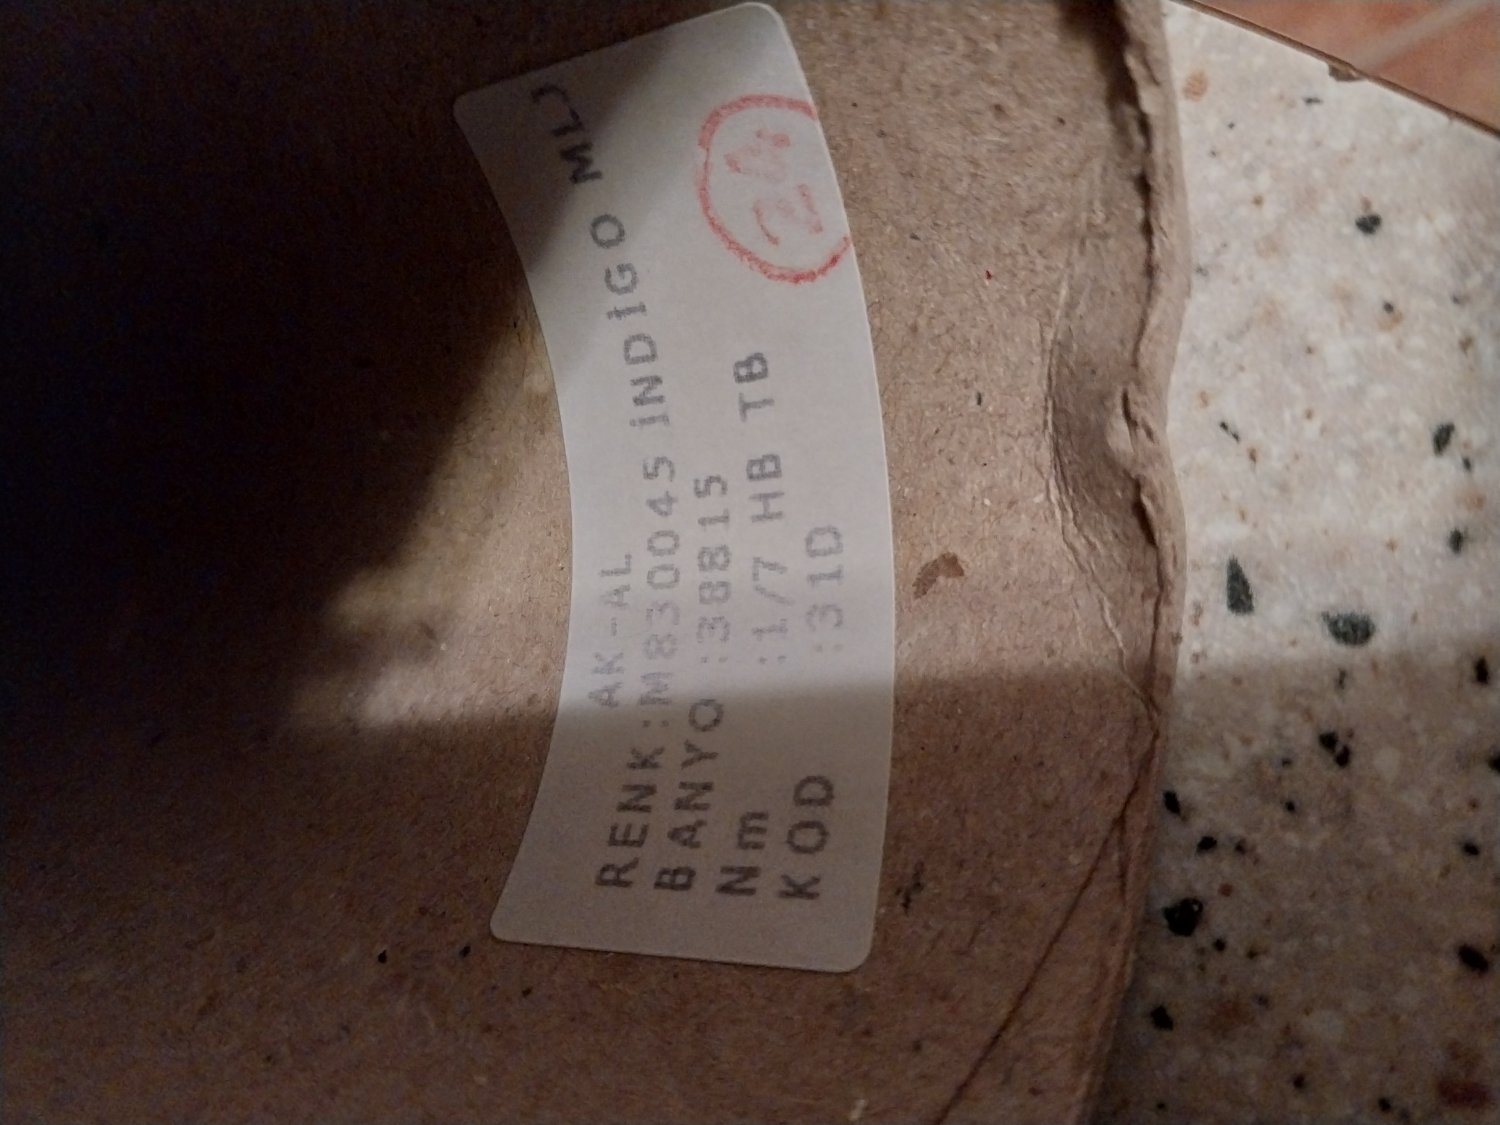 AK-AL
RENK:M830045 İNDİGO MLJ
BANYO :38815
Nm :1/7 HB TB
KOD :31D
24